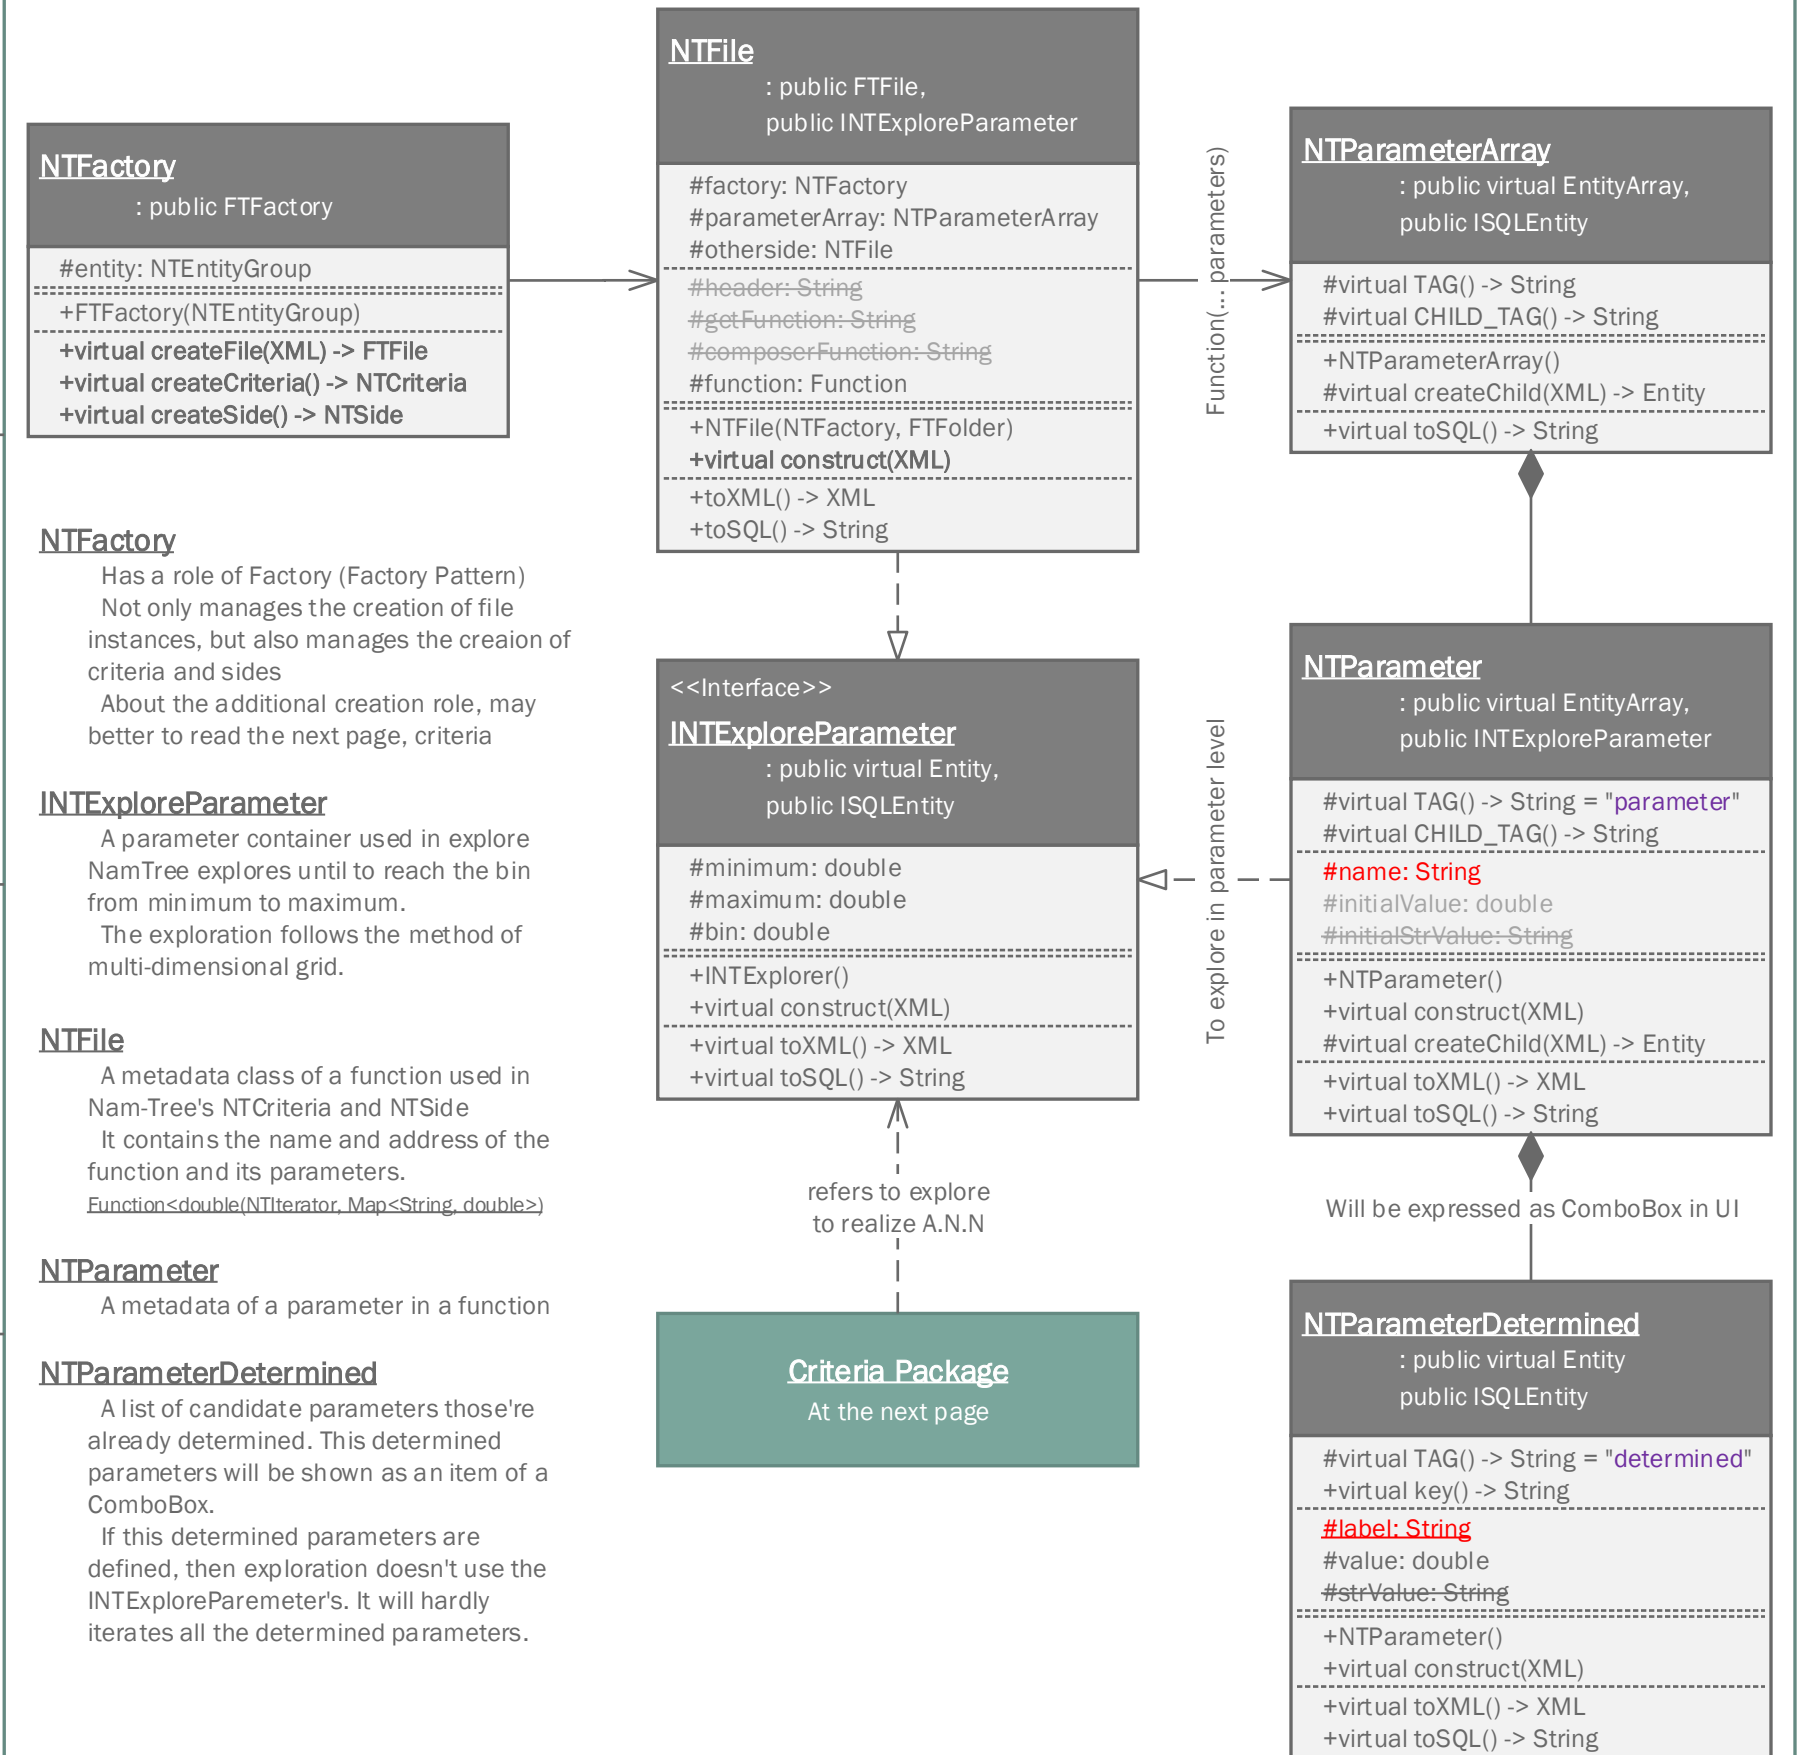 NTFactory
: public FTFactory
#entity: NTEntityGroup
+FTFactory(NTEntityGroup)
+virtual createFile(XML) -> FTFile
+virtual createCriteria() -> NTCriteria
+virtual createSide() -> NTSide
NTFile
: public FTFile,
public INTExploreParameter
#factory: NTFactory
#parameterArray: NTParameterArray
#otherside: NTFile
#header: String
#getFunction: String
#composerFunction: String
#function: Function
+NTFile(NTFactory, FTFolder)
+virtual construct(XML)
+toXML() -> XML
+toSQL() -> String
Function(... parameters)
NTParameterArray
: public virtual EntityArray,
public ISQLEntity
#virtual TAG() -> String
#virtual CHILD_TAG() -> String
+NTParameterArray()
#virtual createChild(XML) -> Entity
+virtual toSQL() -> String
NTFactory
Has a role of Factory (Factory Pattern)
Not only manages the creation of file
instances, but also manages the creaion of
criteria and sides
About the additional creation role, may
better to read the next page, criteria
INTExploreParameter
A parameter container used in explore
NamTree explores until to reach the bin
from minimum to maximum.
The exploration follows the method of
multi-dimensional grid.
NTFile
A metadata class of a function used in
Nam-Tree's NTCriteria and NTSide
It contains the name and address of the
function and its parameters.
Function<double(NTIterator, Map<String, double>)
NTParameter
A metadata of a parameter in a function
NTParameterDetermined
A list of candidate parameters those're
already determined. This determined
parameters will be shown as an item of a
ComboBox.
If this determined parameters are
defined, then exploration doesn't use the
INTExploreParemeter's. It will hardly
iterates all the determined parameters.
<<Interface>>
INTExploreParameter
: public virtual Entity,
public ISQLEntity
#minimum: double
#maximum: double
#bin: double
+INTExplorer()
+virtual construct(XML)
+virtual toXML() -> XML
+virtual toSQL() -> String
refers to explore
to realize A.N.N
Criteria Package
At the next page
To explore in parameter level
NTParameter
: public virtual EntityArray,
public INTExploreParameter
#virtual TAG() -> String = "parameter"
#virtual CHILD_TAG() -> String
#name: String
#initialValue: double
#initialStrValue: String
+NTParameter()
+virtual construct(XML)
#virtual createChild(XML) -> Entity
+virtual toXML() -> XML
+virtual toSQL() -> String
Will be expressed as ComboBox in UI
NTParameterDetermined
: public virtual Entity
public ISQLEntity
#virtual TAG() -> String = "determined"
+virtual key() -> String
#label: String
#value: double
#strValue: String
+NTParameter()
+virtual construct(XML)
+virtual toXML() -> XML
+virtual toSQL() -> String